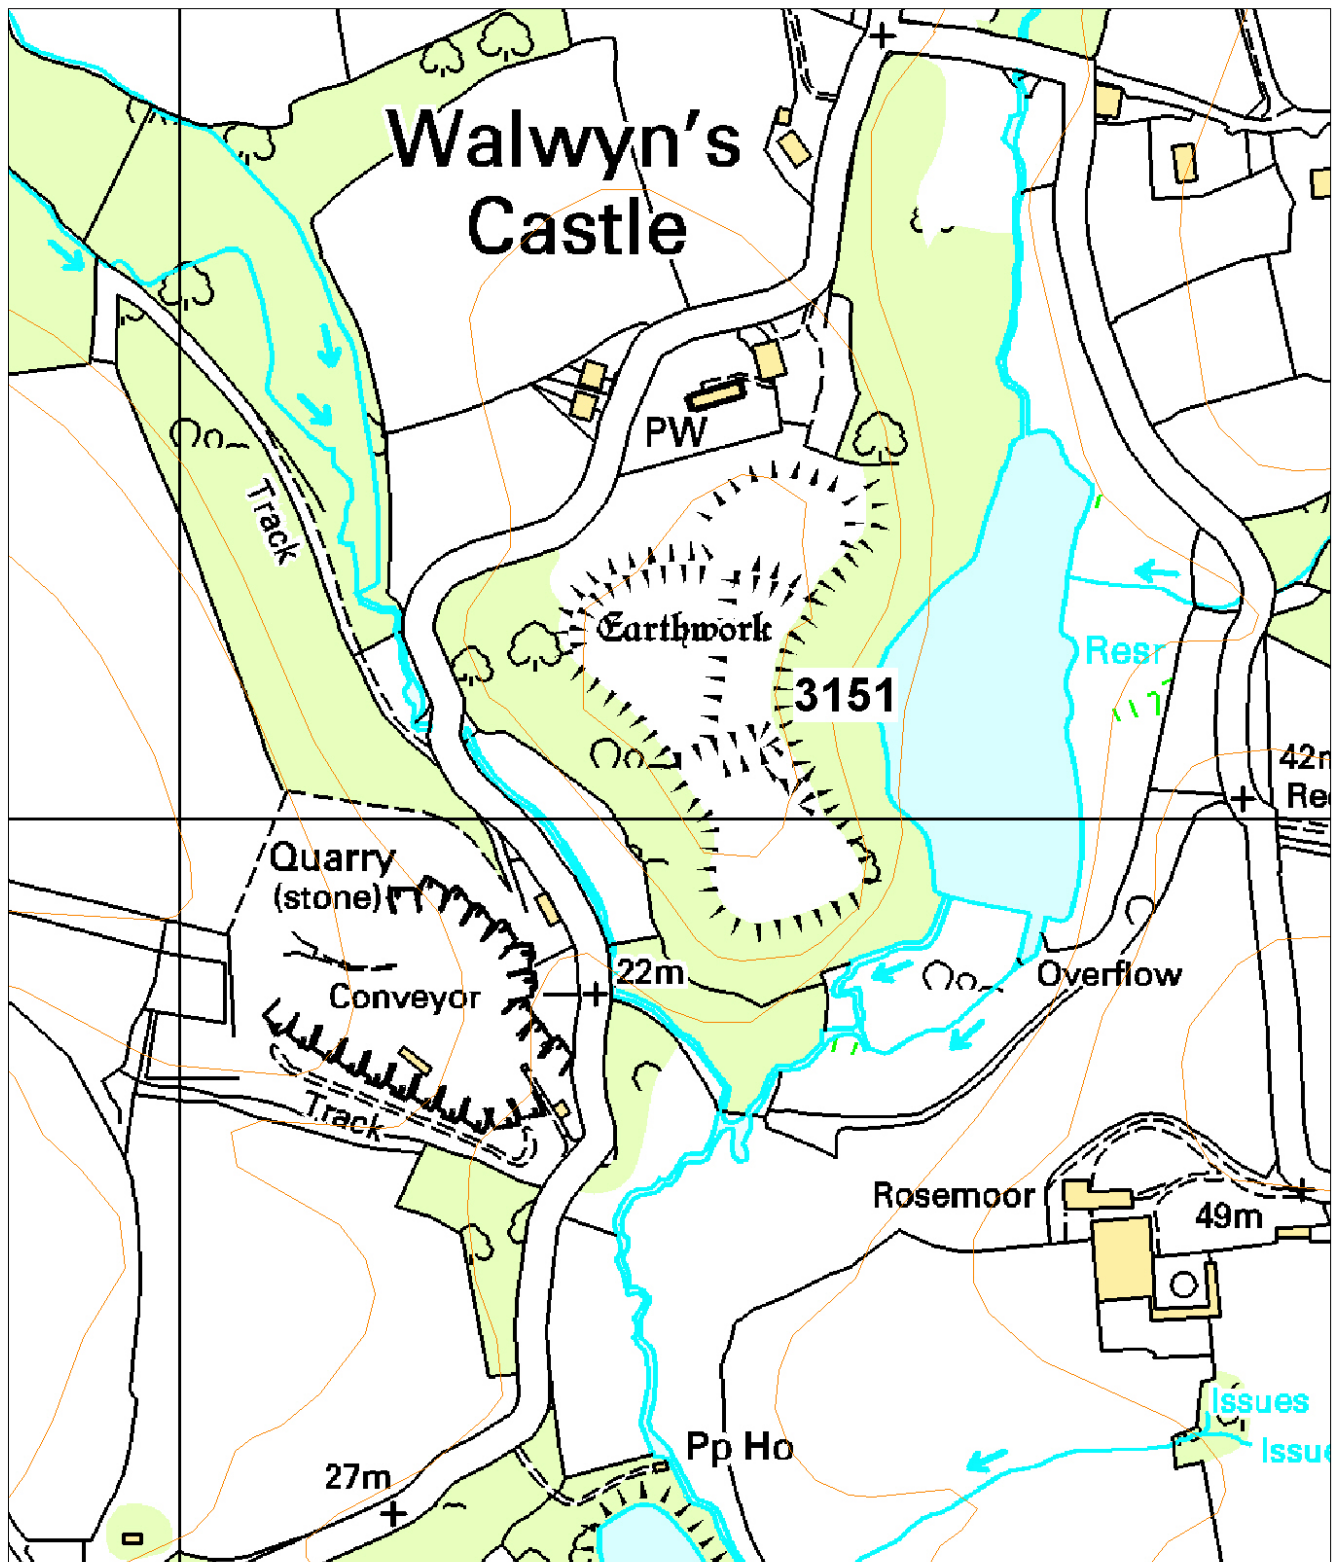 Walwyn's
Castle
PW
Track
Earthwork
Resr
3151
42m
Quarry
(stone)
22m
Overflow
Conveyor
Track
Rosemoor
49m
Issues
Pp Ho
Issue
27m